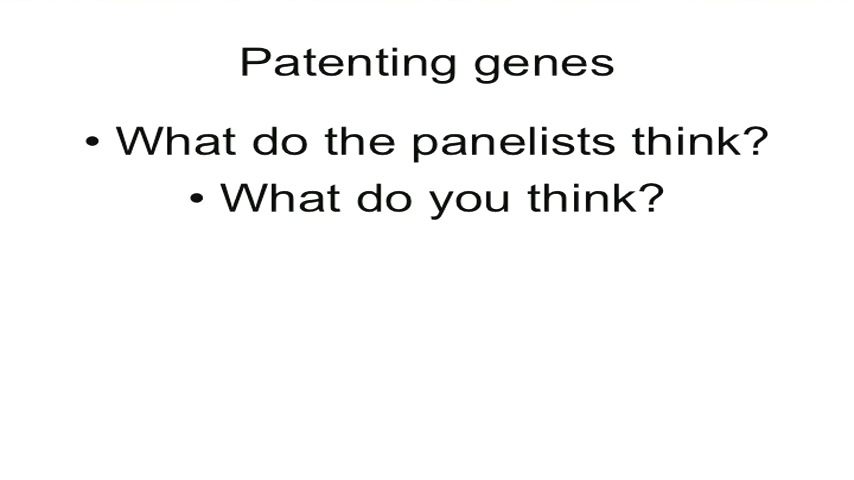 Patenting genes
• What do the panelists think?
• What do you think?